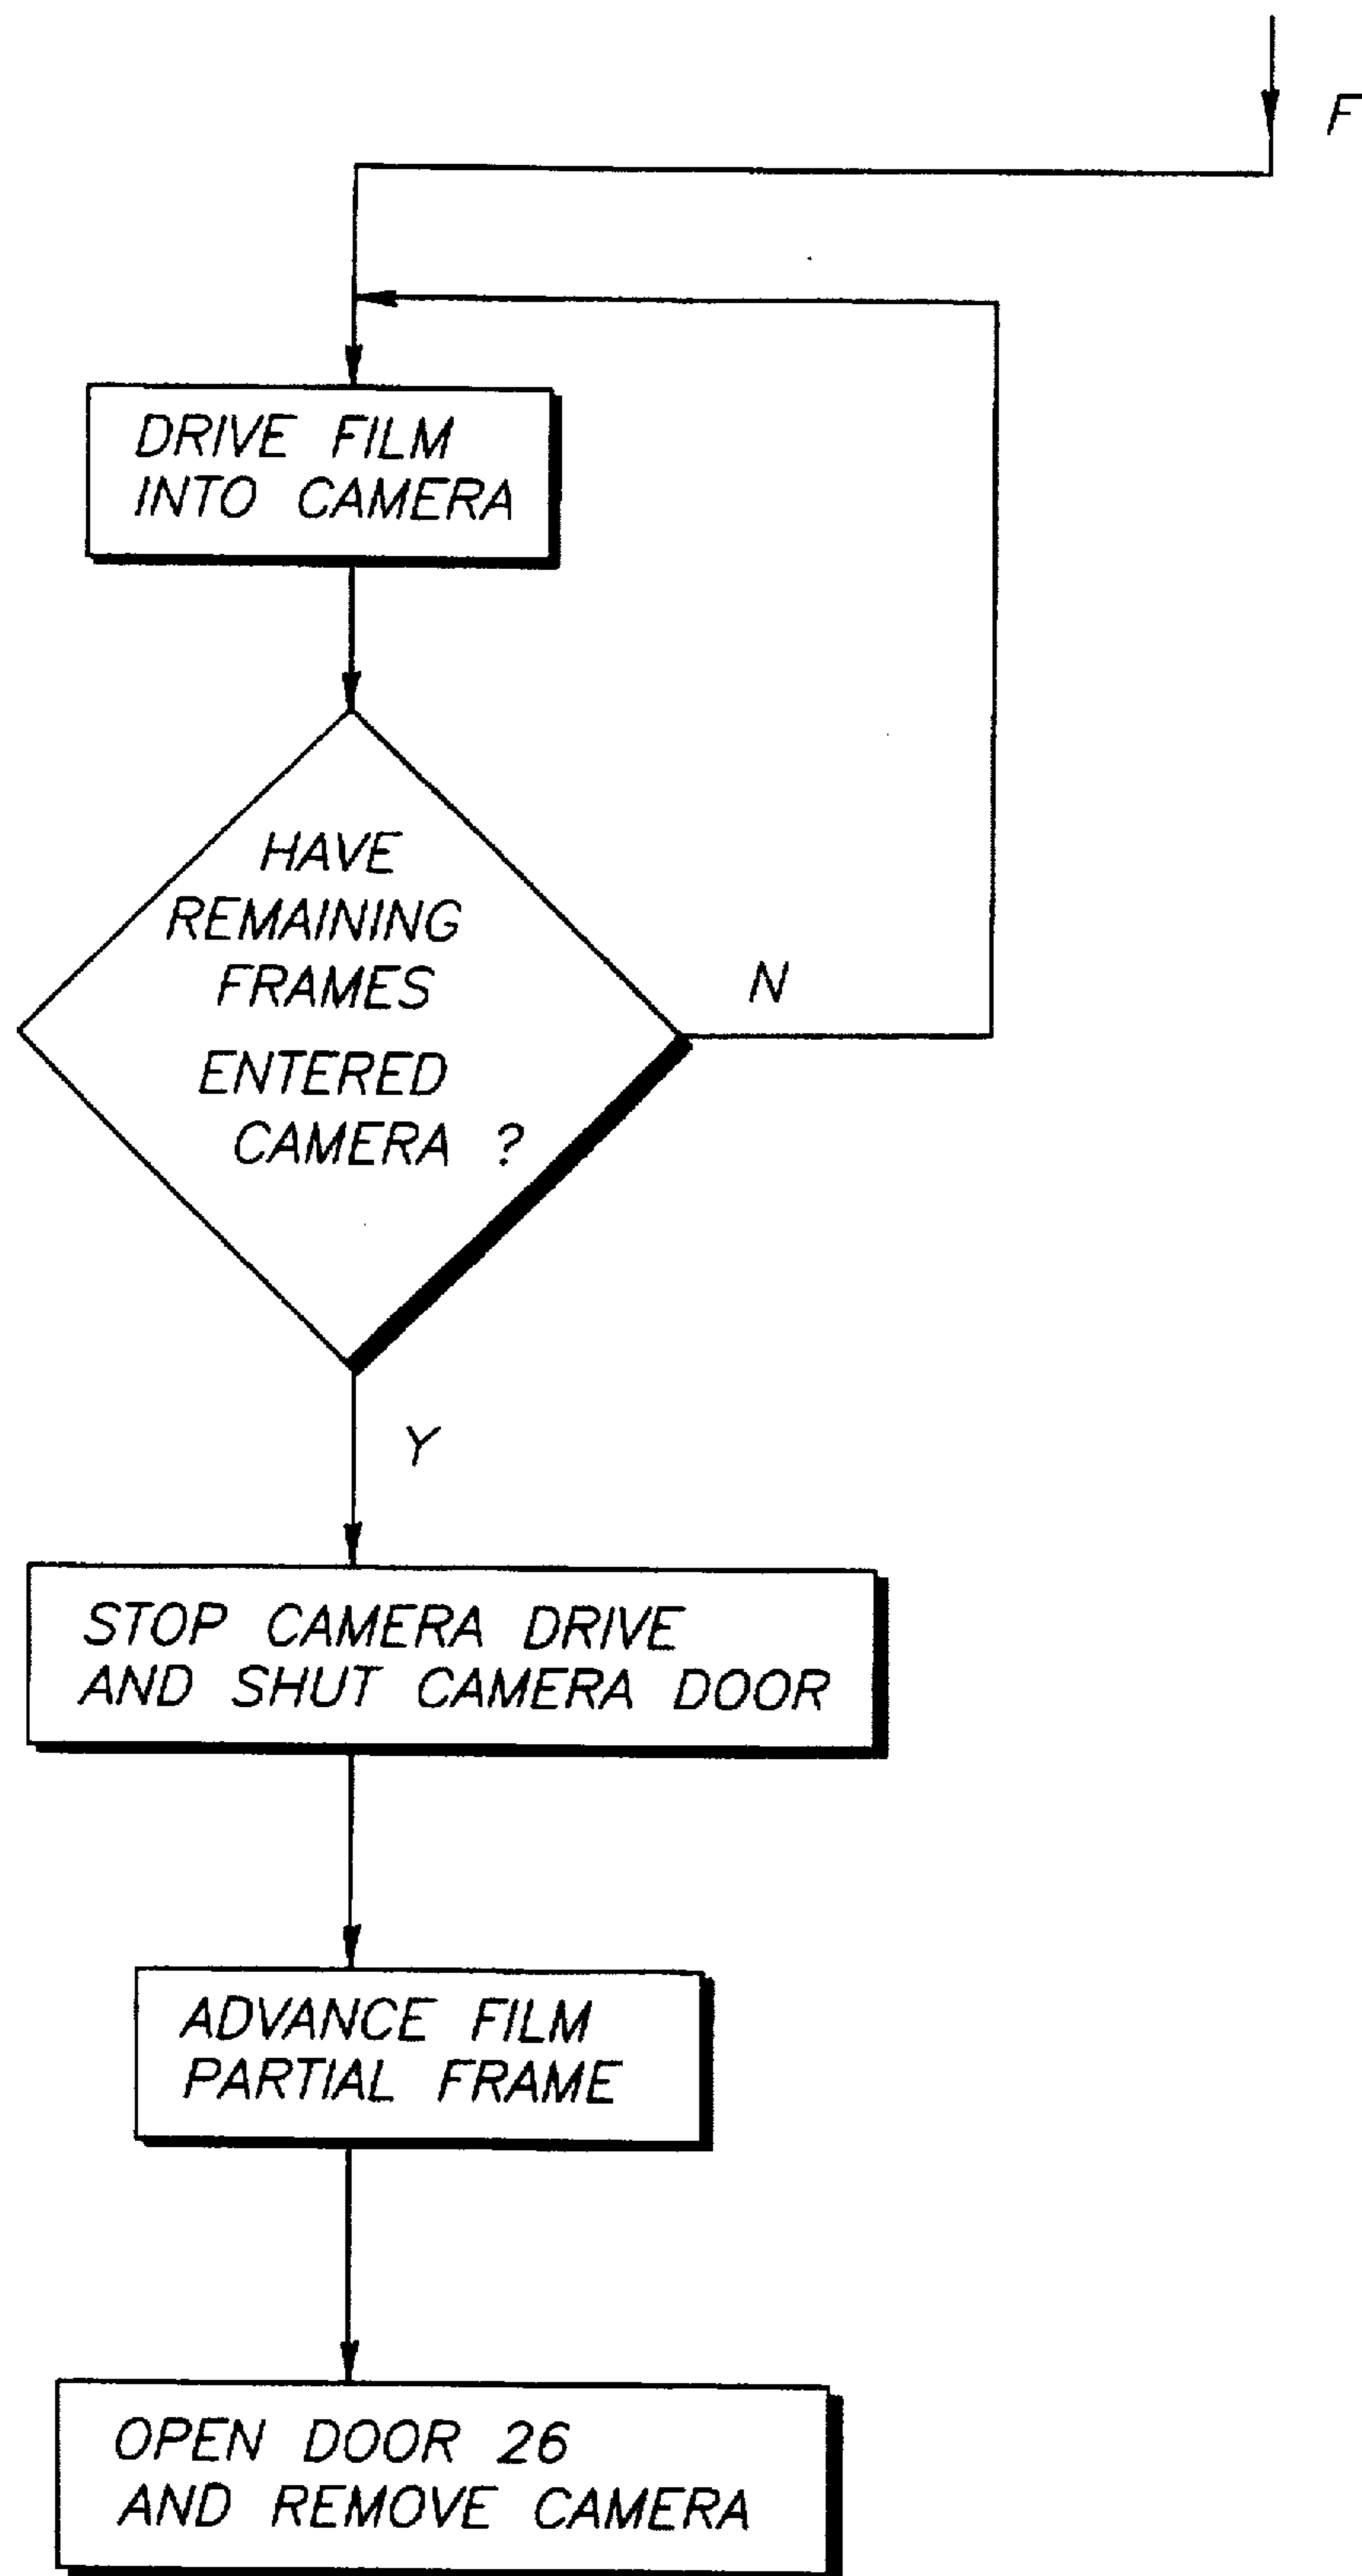 F
DRIVE FILM
INTO CAMERA
HAVE
REMAINING
FRAMES
ENTERED
CAMERA ?
N
Y
STOP CAMERA DRIVE
AND SHUT CAMERA DOOR
ADVANCE FILM
PARTIAL FRAME
OPEN DOOR 26
AND REMOVE CAMERA